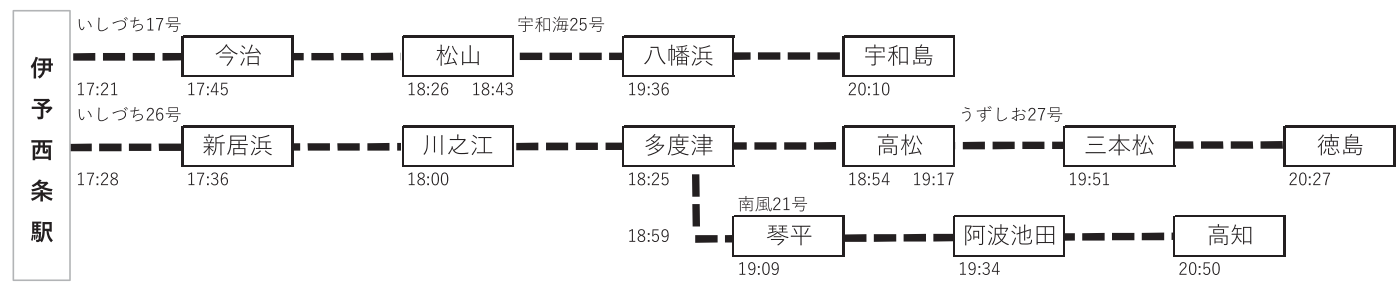 伊予西条駅
いしづち17号 宇和海25号
今治 松山 八幡浜 宇和島
17:21 17:45 18:26 18:43 19:36 20:10
いしづち26号 うずしお27号
新居浜 川之江 多度津 高松 三本松 徳島
17:28 17:36 18:00 18:25 18:54 19:17 19:51 20:27
南風21号
18:59 琴平 阿波池田 高知
19:09 19:34 20:50